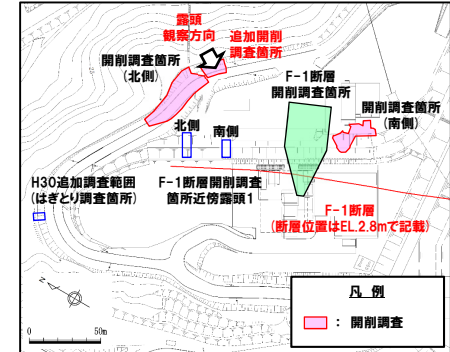 露頭
観察方向
追加開削
調査箇所
開削調査箇所
(北側)
F-1断層
開削調査箇所
開削調査箇所
(南側)
北側
南側
H30追加調査範囲
(はぎとり調査箇所)
F-1断層開削調査
箇所近傍露頭1
F-1断層
(断層位置はEL.2.8mで記載)
N
0
50m
凡 例
: 開削調査